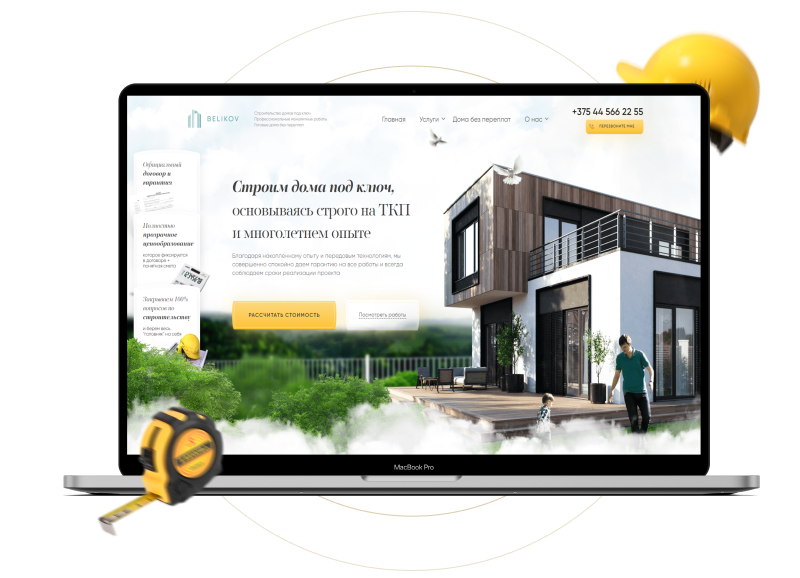 BELIKOV
Строительство домов под ключ
Профессиональные монолитные работы
Готовые дома без переплат
Главная
Услуги
Дома без переплат
О нас
+375 44 566 22 55
ПЕРЕЗВОНИТЕ МНЕ
Официальный
договор и
гарантия
Полностью
прозрачное
ценообразование
которое фиксируется
в договоре +
понятная смета
Закрываем 100%
вопросов по
строительству
и берем весь
"головняк" на себя
Строим дома под ключ,
основываясь строго на ТКП
и многолетнем опыте
Благодаря накопленному опыту и передовым технологиям, мы
совершенно спокойно даем гарантию на все работы и всегда
соблюдаем сроки реализации проекта
РАССЧИТАТЬ СТОИМОСТЬ
Посмотреть работы
MacBook Pro